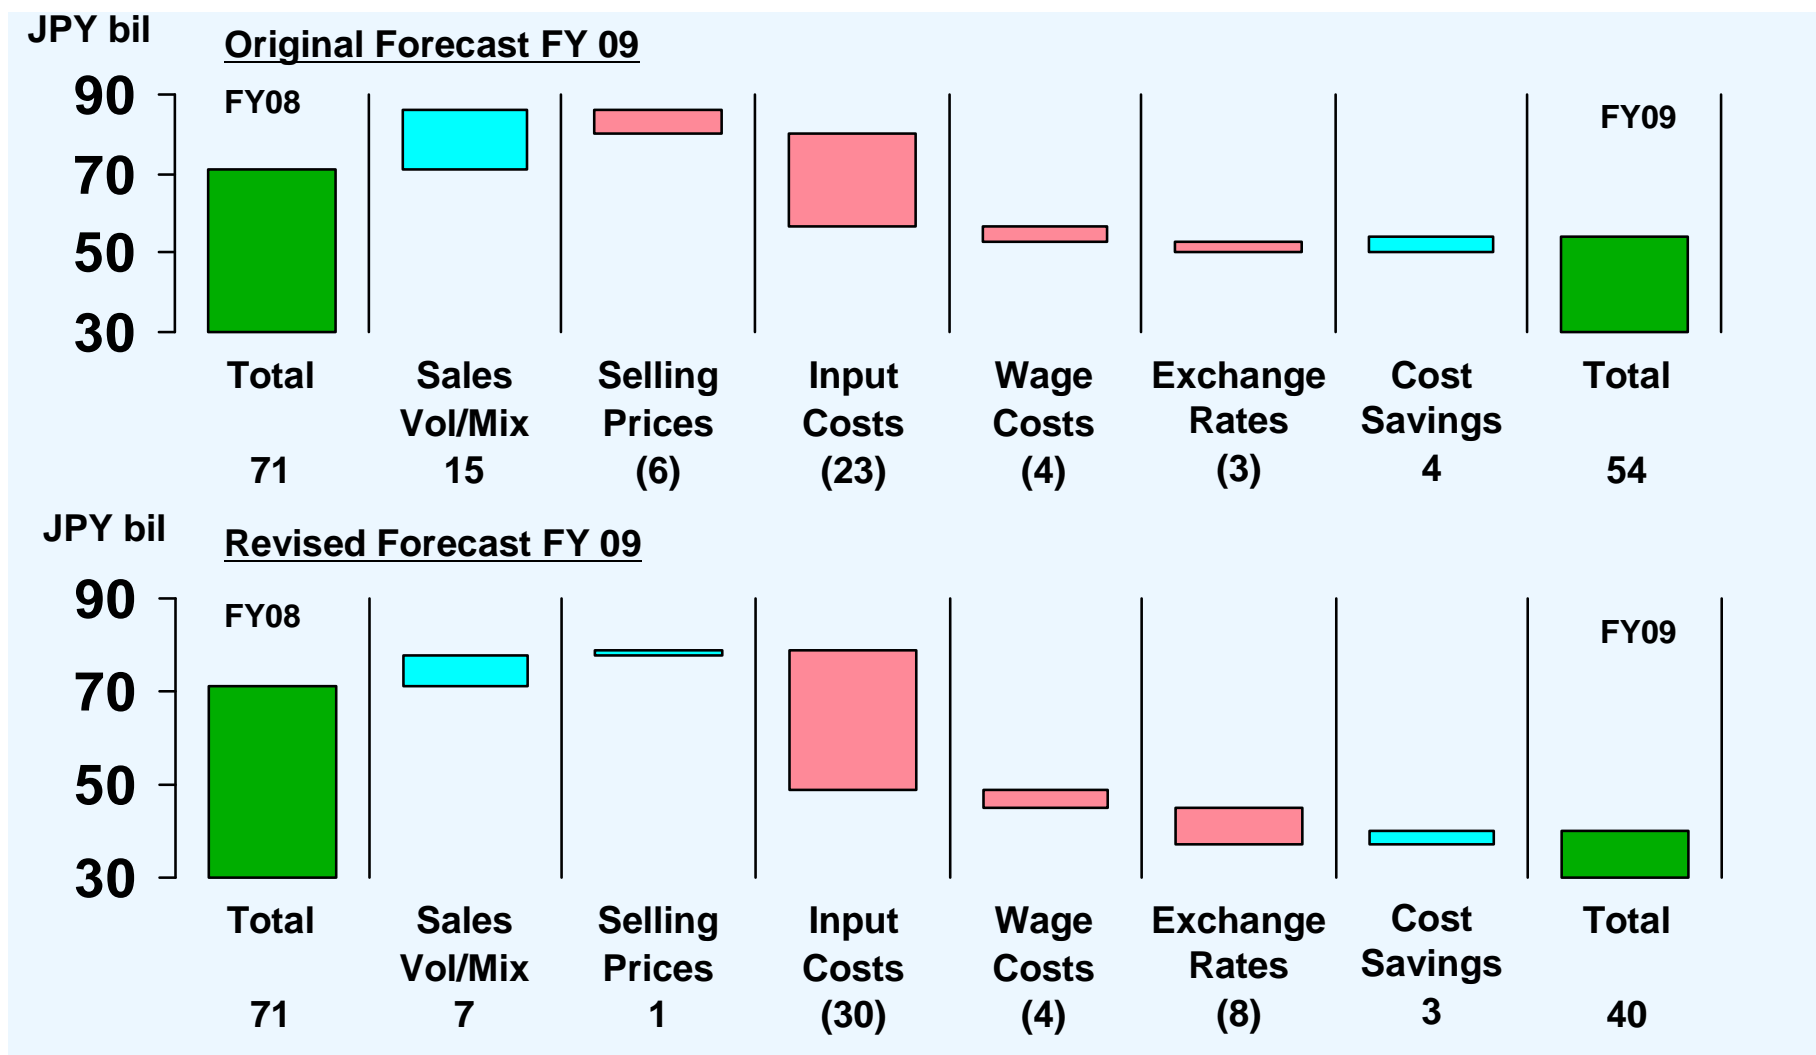 JPY bil
Original Forecast FY 09
90
70
50
30
FY08
FY09
Total Sales Selling Input Wage Exchange Cost Total
Vol/Mix Prices Costs Costs Rates Savings
71 15 (6) (23) (4) (3) 4 54
JPY bil
Revised Forecast FY 09
90
70
50
30
FY08
FY09
Total Sales Selling Input Wage Exchange Cost Total
Vol/Mix Prices Costs Costs Rates Savings
71 7 1 (30) (4) (8) 3 40